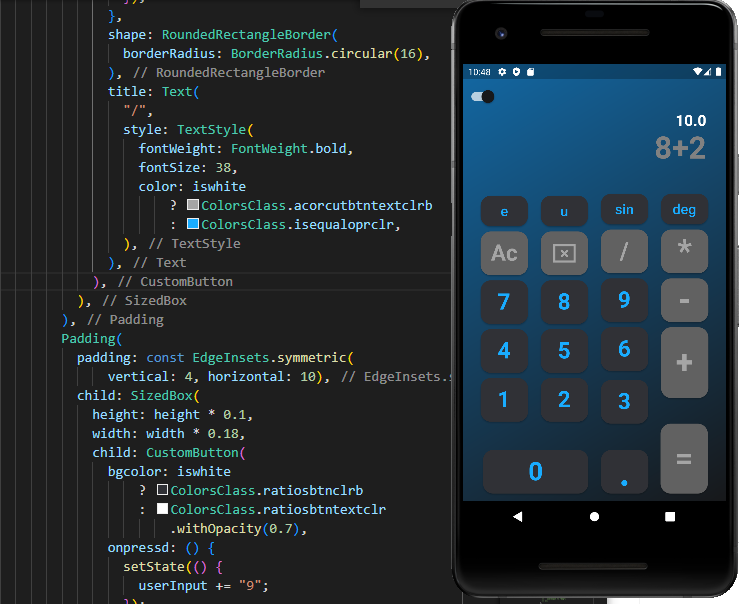 },
shape: RoundedRectangleBorder(
borderRadius: BorderRadius.circular(16),
), // RoundedRectangleBorder
title: Text(
"/",
style: TextStyle(
fontWeight: FontWeight.bold,
fontSize: 38,
color: iswhite
? ColorsClass.acorcutbtntextclrb
: ColorsClass.isequaloprclr,
), // TextStyle
), // Text
), // CustomButton
), // SizedBox
), // Padding
Padding(
padding: const EdgeInsets.symmetric(
vertical: 4, horizontal: 10), // EdgeInsets.s
child: SizedBox(
height: height * 0.1,
width: width * 0.18,
child: CustomButton(
bgcolor: iswhite
? ColorsClass.ratiosbtnclrb
: ColorsClass.ratiosbtntextclr
.withOpacity(0.7),
onpressd: () {
setState(() {
userInput += "9";
10:48
10.0
8+2
e u sin deg
Ac / *
7 8 9 -
4 5 6 +
1 2 3
0 . =